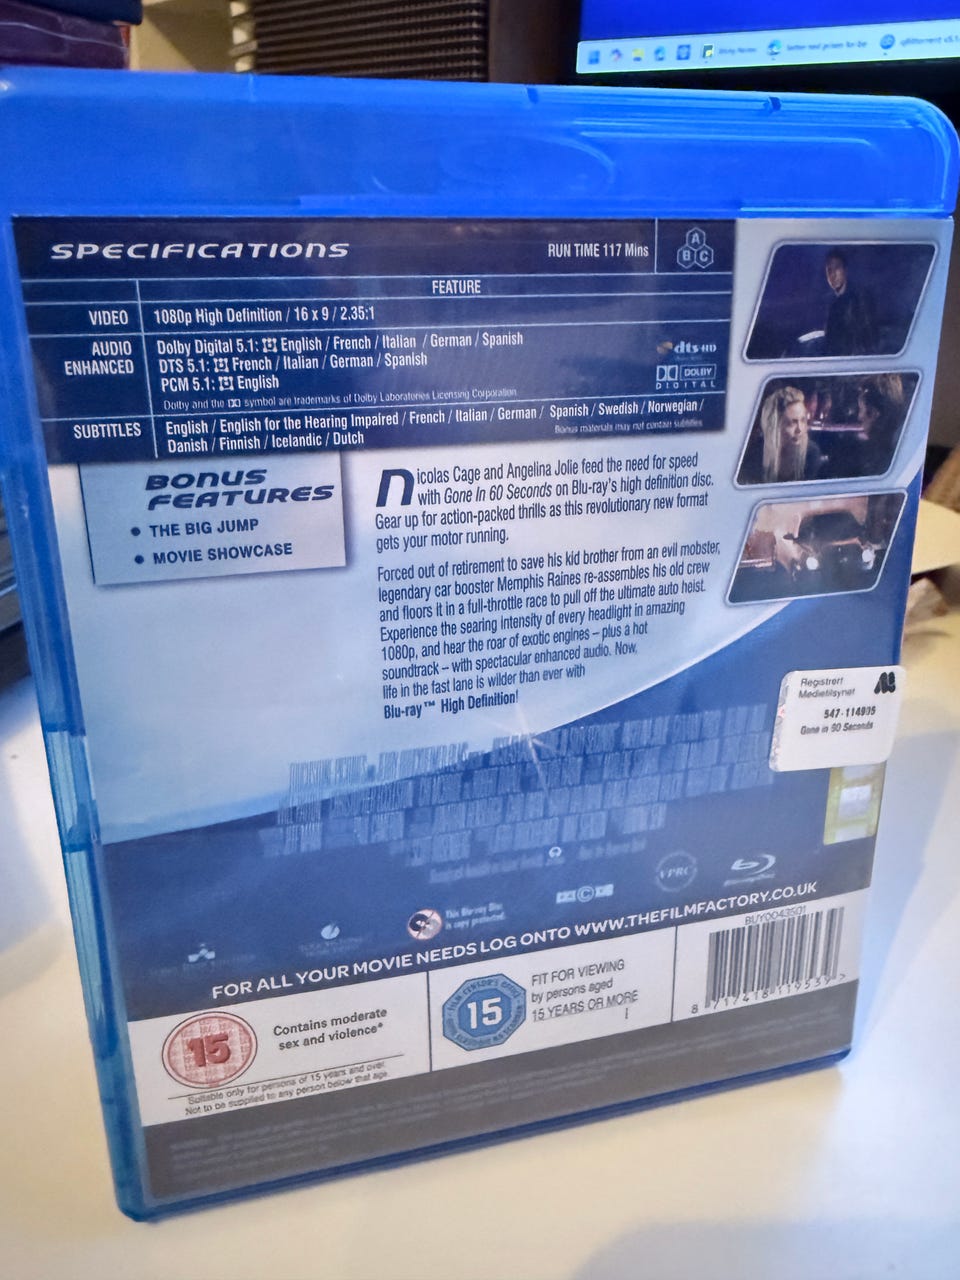 SPECIFICATIONS
RUN TIME 117 Mins
A
B C
FEATURE
VIDEO
1080p High Definition / 16 x 9 / 2.35:1
AUDIO
ENHANCED
Dolby Digital 5.1: English / French / Italian / German / Spanish
DTS 5.1: French / Italian / German / Spanish
PCM 5.1: English
Dolby and the symbol are trademarks of Dolby Laboratories Licensing Corporation
dts-HD
DOLBY
DIGITAL
SUBTITLES
English / English for the Hearing Impaired / French / Italian / German / Spanish / Swedish / Norwegian /
Danish / Finnish / Icelandic / Dutch
Bonus materials may not contain subtitles
BONUS
FEATURES
• THE BIG JUMP
• MOVIE SHOWCASE
Nicolas Cage and Angelina Jolie feed the need for speed
with Gone In 60 Seconds on Blu-ray's high definition disc.
Gear up for action-packed thrills as this revolutionary new format
gets your motor running.
Forced out of retirement to save his kid brother from an evil mobster,
legendary car booster Memphis Raines re-assembles his old crew
and floors it in a full-throttle race to pull off the ultimate auto heist.
Experience the searing intensity of every headlight in amazing
1080p, and hear the roar of exotic engines – plus a hot
soundtrack – with spectacular enhanced audio. Now,
life in the fast lane is wilder than ever with
Blu-ray™ High Definition!
Registrert
Medietilsynet
547-114995
Gone in 90 Seconds
VPRC
This Blu-ray Disc
is copy protected.
FOR ALL YOUR MOVIE NEEDS LOG ONTO WWW.THEFILMFACTORY.CO.UK
15
Contains moderate
sex and violence*
Suitable only for persons of 15 years and over.
Not to be supplied to any person below that age.
15
FIT FOR VIEWING
by persons aged
15 YEARS OR MORE
BUY0043501
8 717418 119539 >